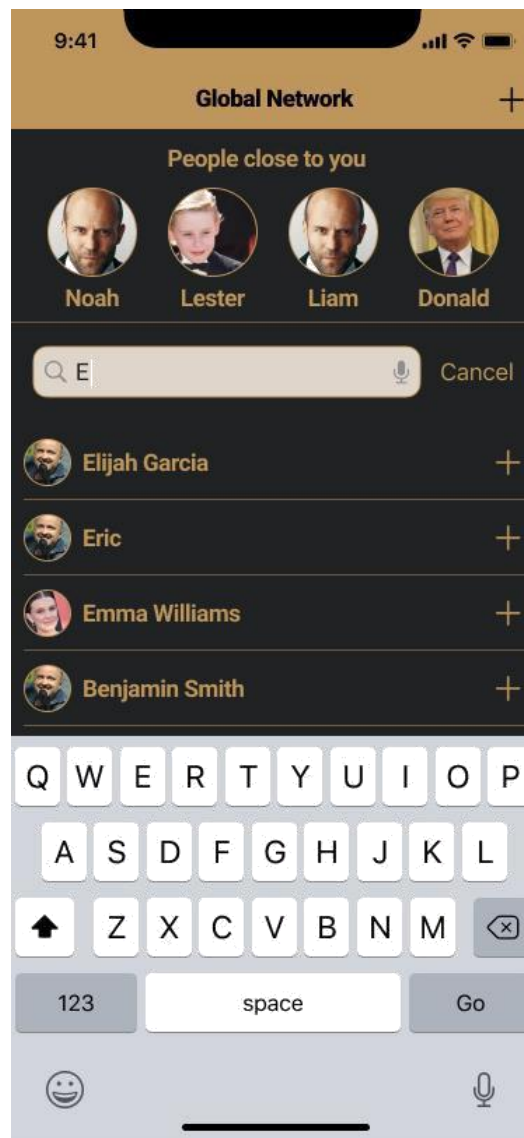 9:41
Global Network
People close to you
Noah Lester Liam Donald
E Cancel
Elijah Garcia
Eric
Emma Williams
Benjamin Smith
Q W E R T Y U I O P
A S D F G H J K L
Z X C V B N M
123 space Go